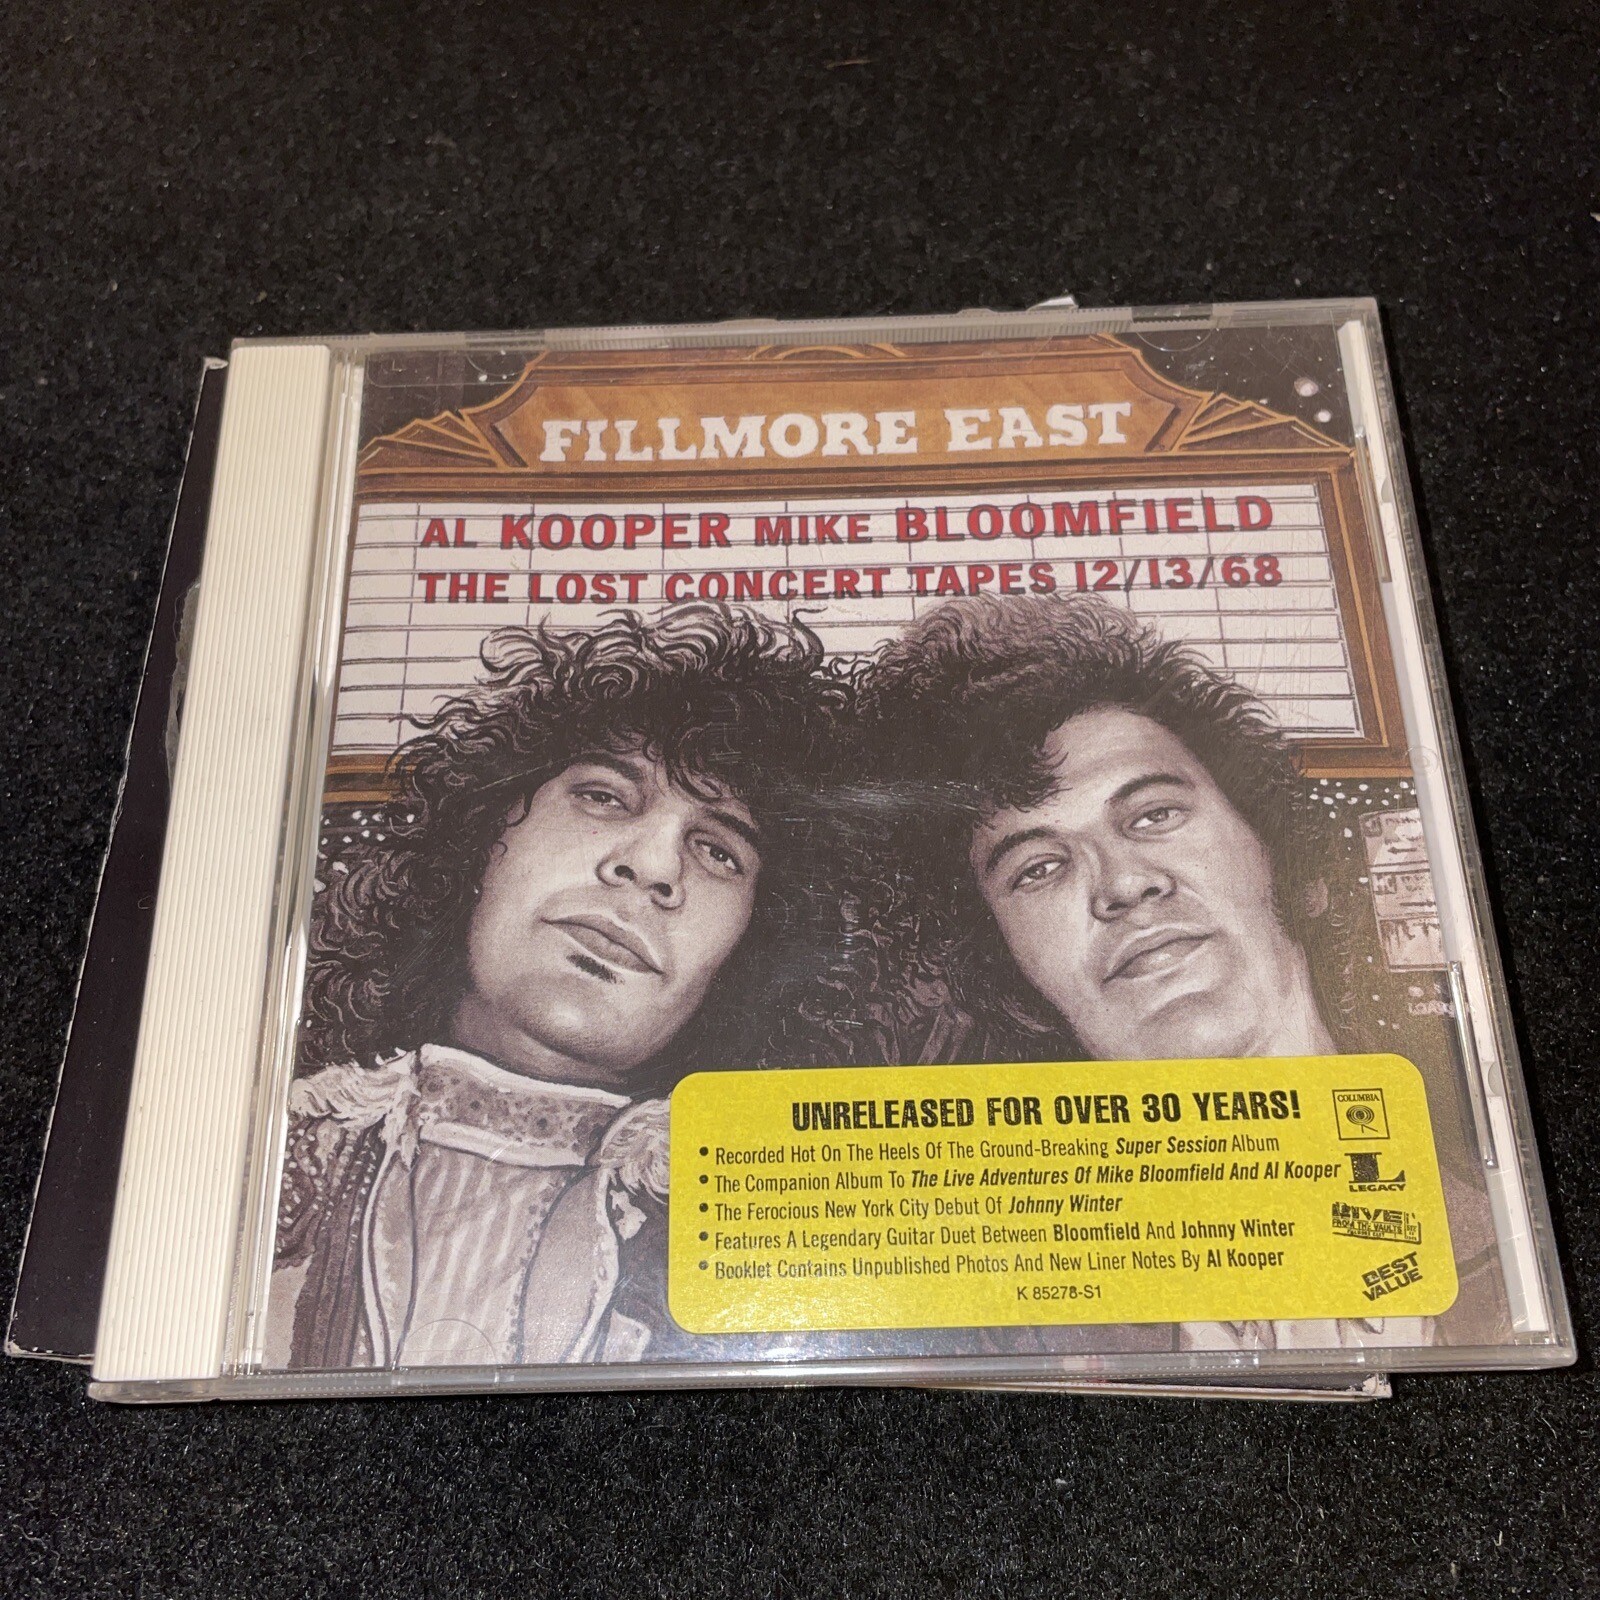 FILLMORE EAST
AL KOOPER MIKE BLOOMFIELD
THE LOST CONCERT TAPES 12/13/68
UNRELEASED FOR OVER 30 YEARS!
• Recorded Hot On The Heels Of The Ground-Breaking Super Session Album
• The Companion Album To The Live Adventures Of Mike Bloomfield And Al Kooper
• The Ferocious New York City Debut Of Johnny Winter
• Features A Legendary Guitar Duet Between Bloomfield And Johnny Winter
• Booklet Contains Unpublished Photos And New Liner Notes By Al Kooper
K 85278-S1
COLUMBIA
L
LEGACY
LIVE
FROM THE VAULTS
BEST
VALUE